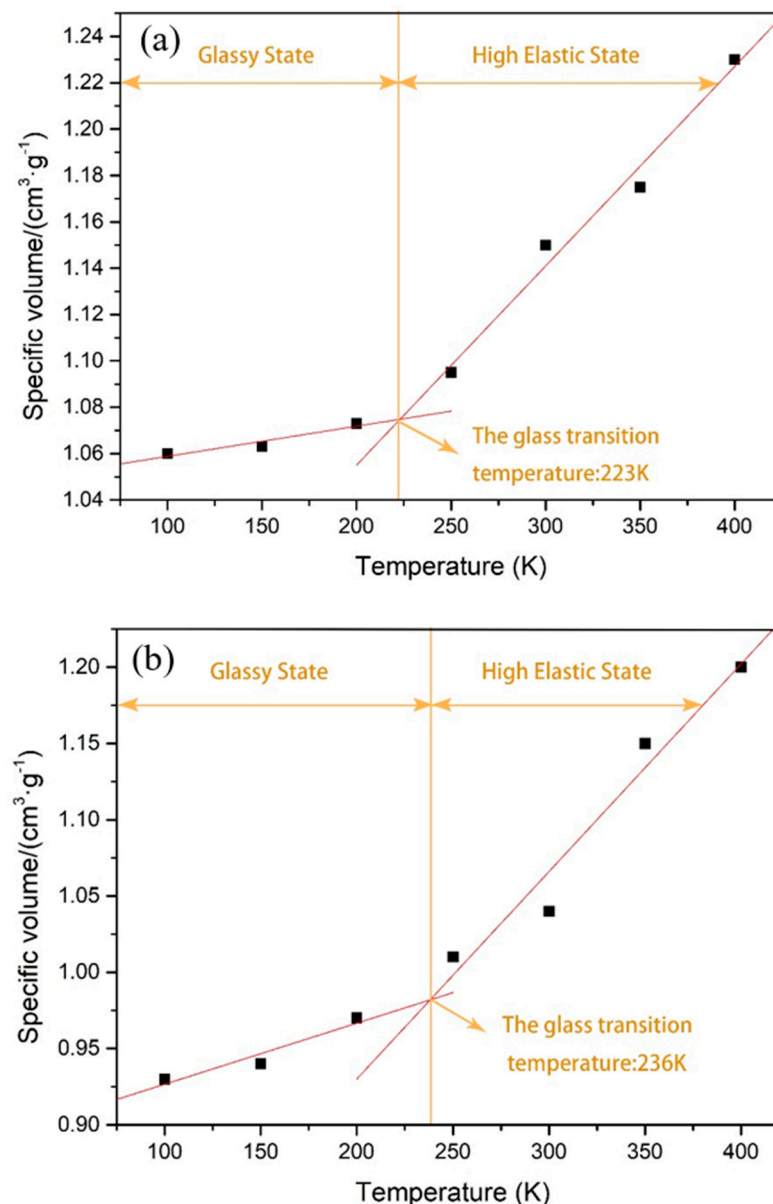 (a)
Glassy State
High Elastic State
1.24
1.22
1.20
1.18
1.16
1.14
1.12
1.10
1.08
1.06
1.04
Specific volume/(cm³·g⁻¹)
The glass transition
temperature:223K
100 150 200 250 300 350 400
Temperature (K)
(b)
Glassy State
High Elastic State
1.20
1.15
1.10
1.05
1.00
0.95
0.90
Specific volume/(cm³·g⁻¹)
The glass transition
temperature:236K
100 150 200 250 300 350 400
Temperature (K)